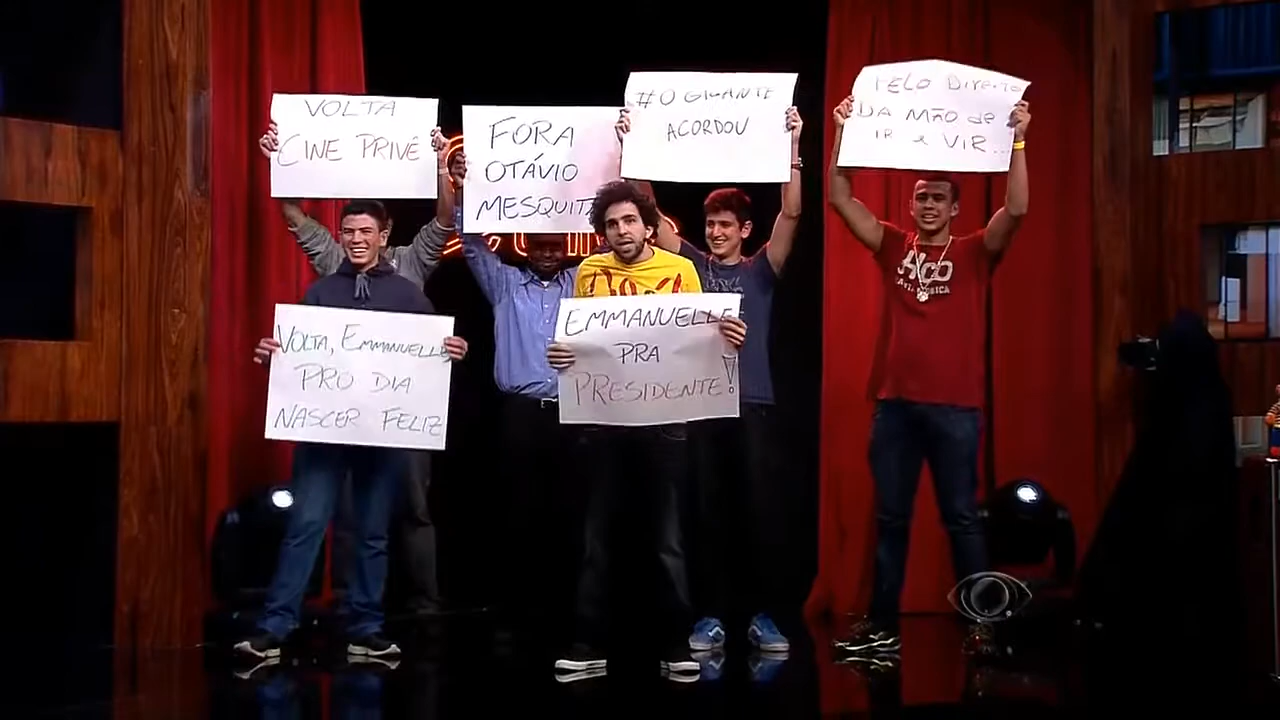 VOLTA
CINE PRIVÉ
FORA
OTÁVIO
MESQUITA
#O GIGANTE
ACORDOU
PELO DIREITO
DA MÃO de
IR e VIR...
VOLTA, EMMANUELLE
PRO DIA
NASCER FELIZ
EMMANUELLE
PRA
PRESIDENTE!